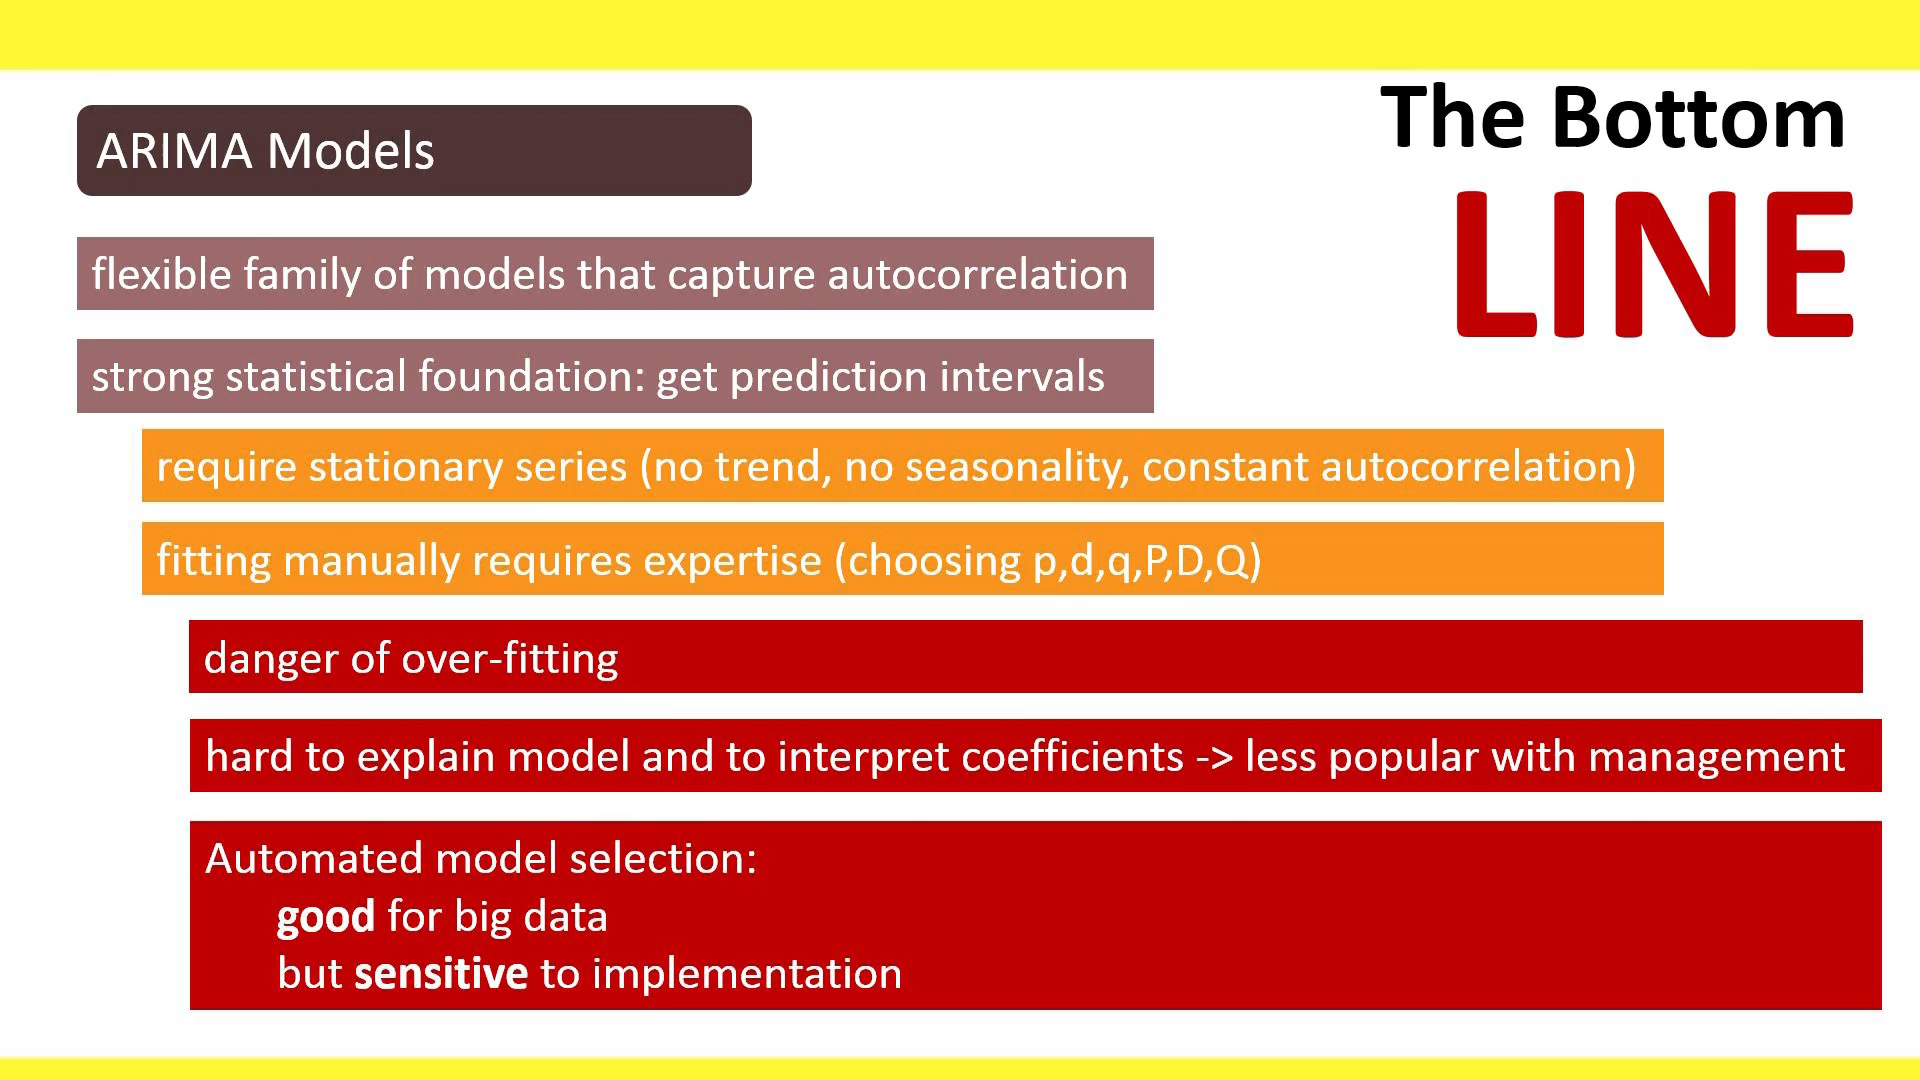 The Bottom
LINE
ARIMA Models
flexible family of models that capture autocorrelation
strong statistical foundation: get prediction intervals
require stationary series (no trend, no seasonality, constant autocorrelation)
fitting manually requires expertise (choosing p,d,q,P,D,Q)
danger of over-fitting
hard to explain model and to interpret coefficients -> less popular with management
Automated model selection:
good for big data
but sensitive to implementation